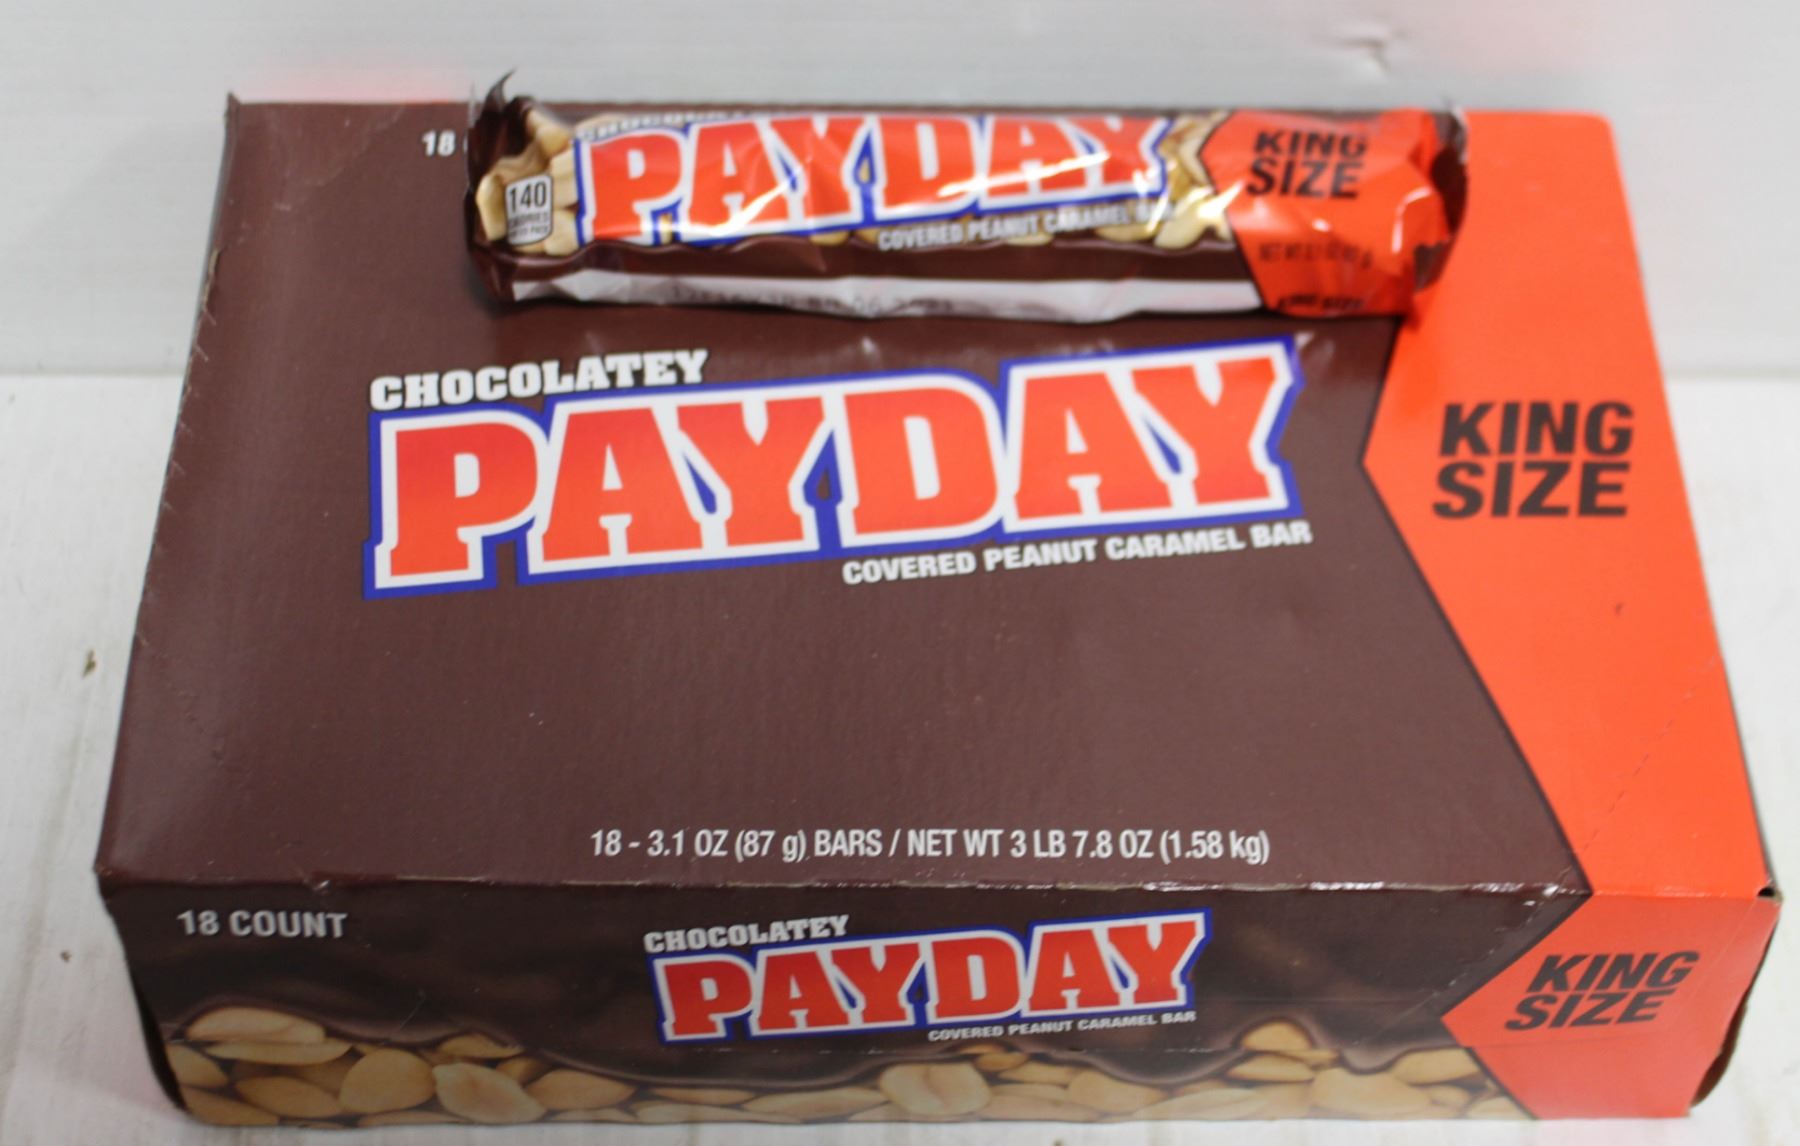 18
CHOCOLATEY
PAYDAY
COVERED PEANUT CARAMEL BAR
140
CALORIES
KING
SIZE
CHOCOLATEY
PAYDAY
COVERED PEANUT CARAMEL BAR
KING
SIZE
18 - 3.1 OZ (87 g) BARS / NET WT 3 LB 7.8 OZ (1.58 kg)
18 COUNT
CHOCOLATEY
PAYDAY
COVERED PEANUT CARAMEL BAR
KING
SIZE